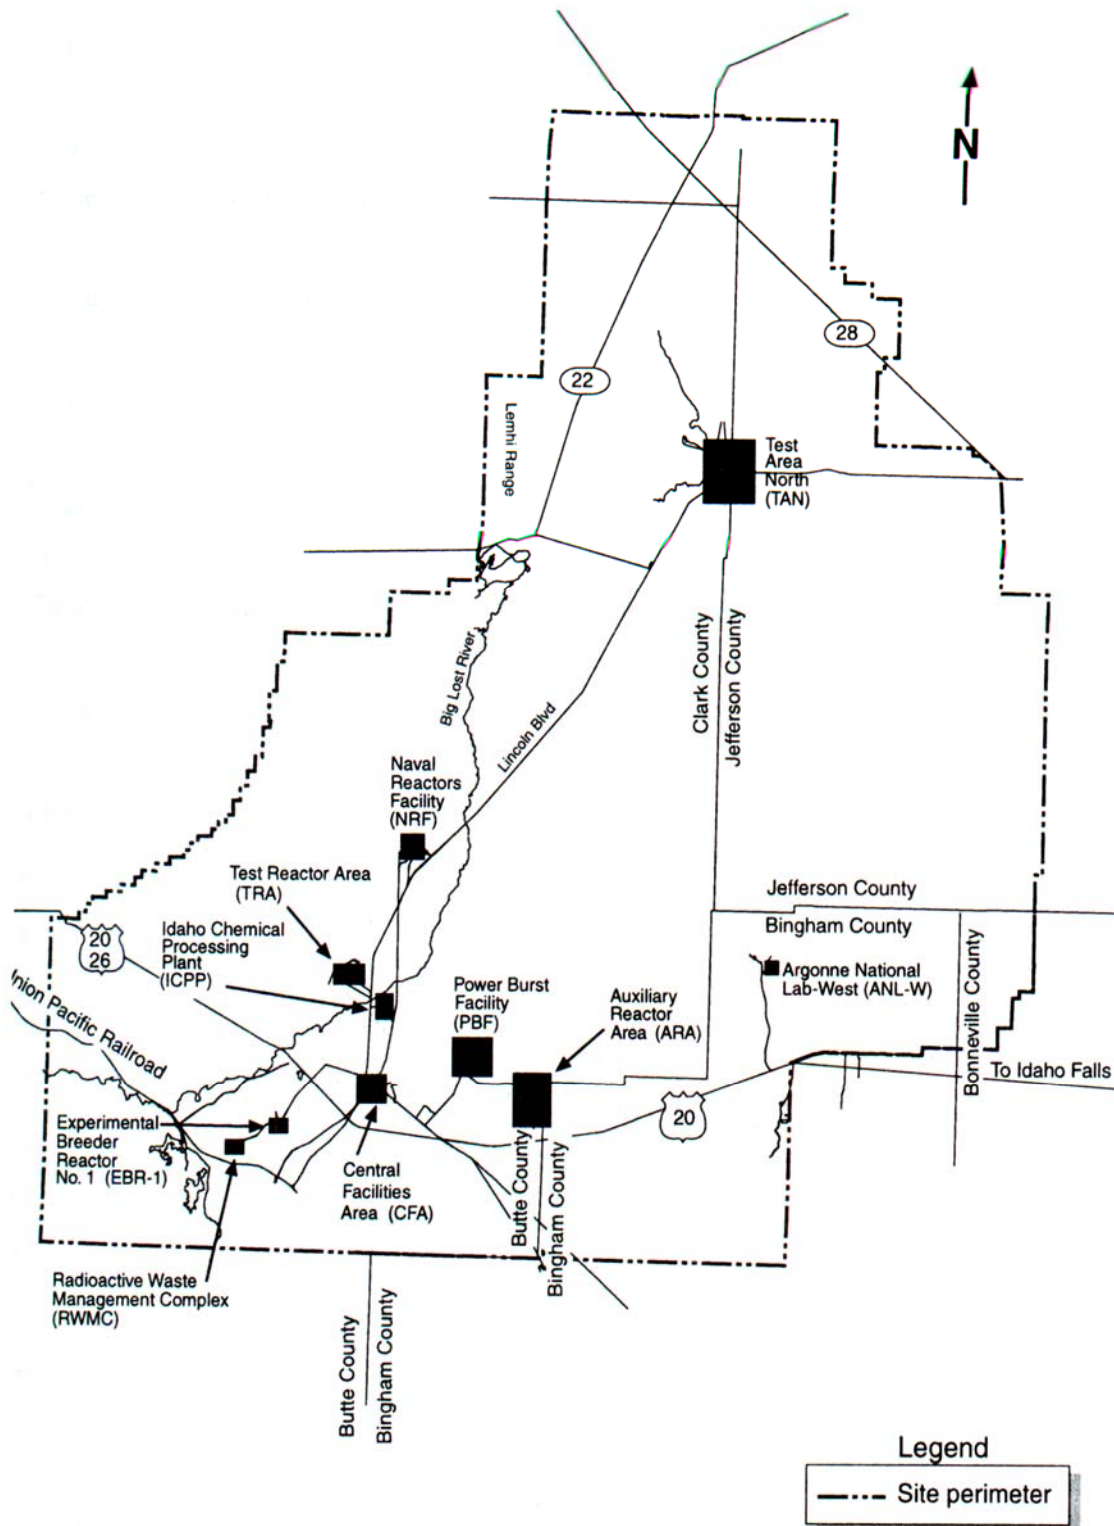 N
28
22
Lemhi Range
Test
Area
North
(TAN)
Big Lost River
Lincoln Blvd
Clark County
Jefferson County
Naval
Reactors
Facility
(NRF)
Test Reactor Area
(TRA)
Jefferson County
Bingham County
20
26
Idaho Chemical
Processing
Plant
(ICPP)
Argonne National
Lab-West (ANL-W)
Bonneville County
Power Burst
Facility
(PBF)
Auxiliary
Reactor
Area (ARA)
Union Pacific Railroad
To Idaho Falls
20
Experimental
Breeder
Reactor
No. 1 (EBR-1)
Central
Facilities
Area (CFA)
Butte County
Bingham County
Radioactive Waste
Management Complex
(RWMC)
Butte County
Bingham County
Legend
Site perimeter